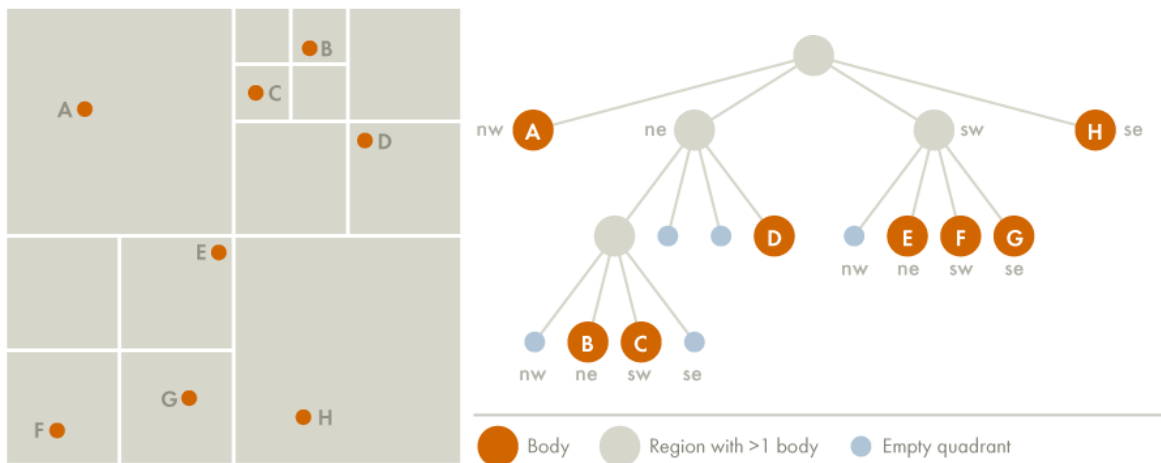 B
C
A
D
E
G
F
H
nw A
ne
sw
H se
D
E F G
nw ne sw se
B C
nw ne sw se
Body
Region with >1 body
Empty quadrant